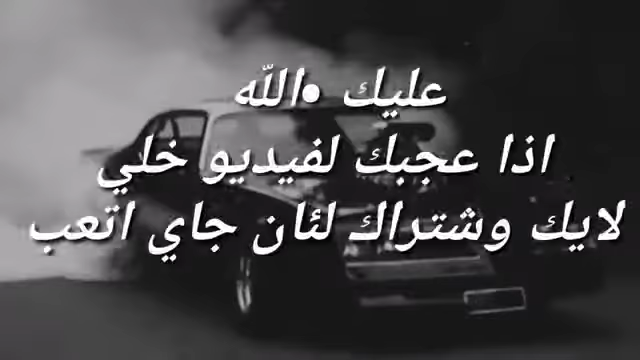 عليك •الله
اذا عجبك لفيديو خلي
لايك وشتراك لئان جاي اتعب